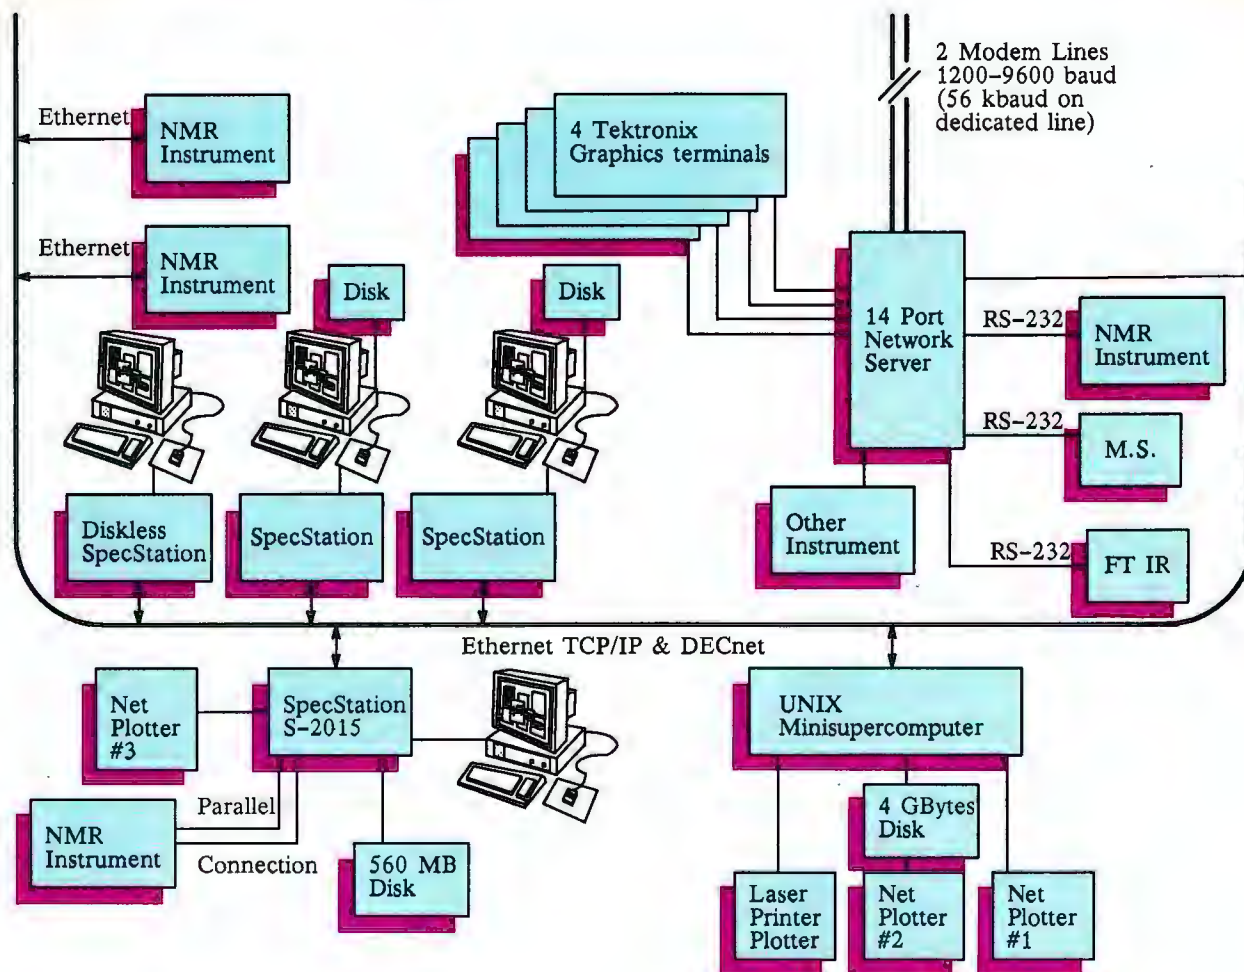 2 Modem Lines
1200-9600 baud
(56 kbaud on
dedicated line)
Ethernet
NMR
Instrument
4 Tektronix
Graphics terminals
Ethernet
NMR
Instrument
Disk
Disk
14 Port
Network
Server
RS-232
NMR
Instrument
RS-232
M.S.
Diskless
SpecStation
SpecStation
SpecStation
Other
Instrument
RS-232
FT IR
Ethernet TCP/IP & DECnet
Net
Plotter
#3
SpecStation
S-2015
UNIX
Minisupercomputer
Parallel
Connection
NMR
Instrument
560 MB
Disk
4 GBytes
Disk
Laser
Printer
Plotter
Net
Plotter
#2
Net
Plotter
#1